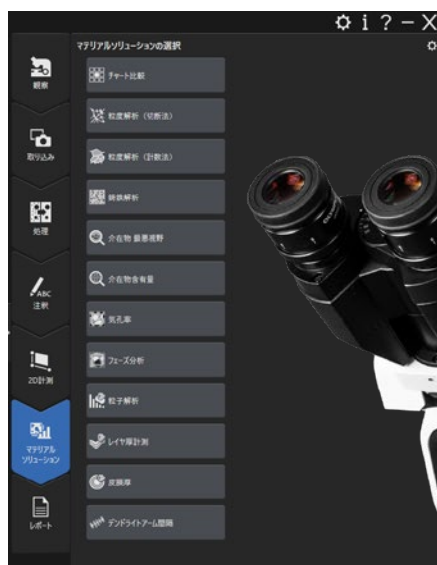 i ? − X
マテリアルソリューションの選択
観察
取り込み
処理
ABC
注釈
2D計測
マテリアル
ソリューション
レポート
チャート比較
粒度解析（切断法）
粒度解析（計数法）
鋳鉄解析
介在物 最悪視野
介在物含有量
気孔率
フェーズ分析
粒子解析
レイヤ厚計測
皮膜厚
デンドライトアーム間隔